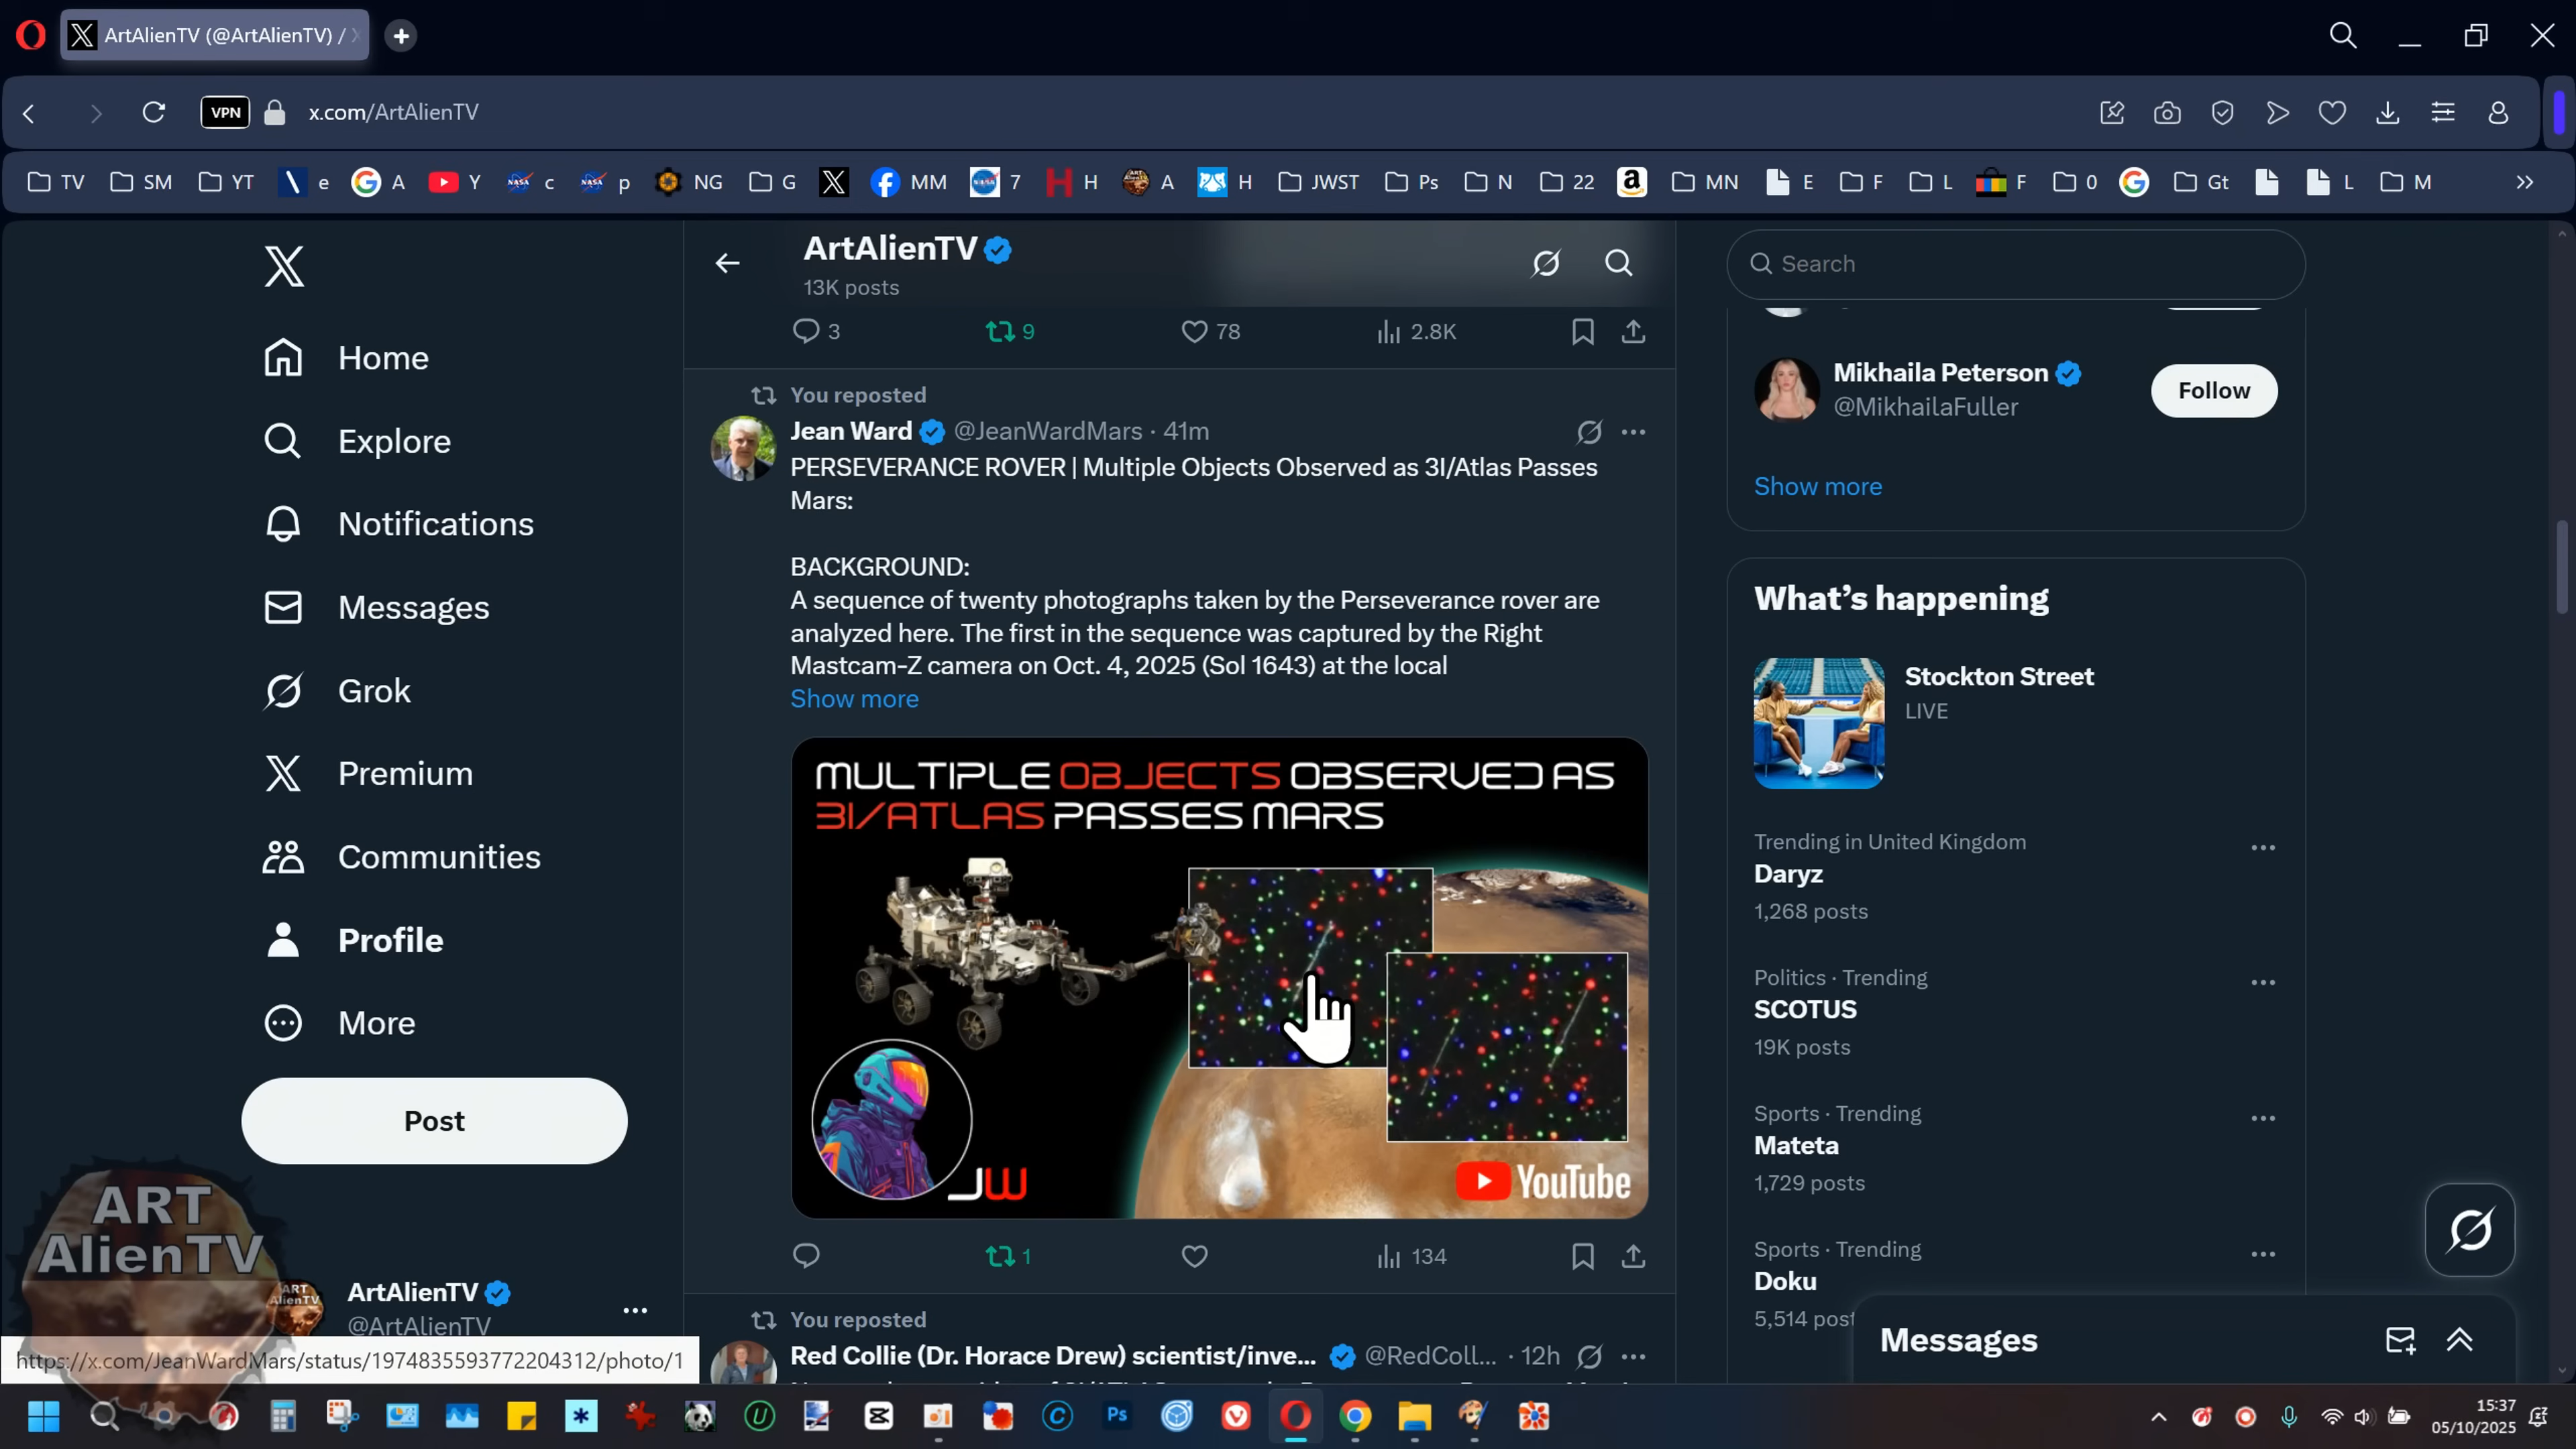 ArtAlienTV (@ArtAlienTV) / X
VPN
x.com/ArtAlienTV
TV
SM
YT
e
A
Y
c
p
NG
G
MM
7
H
A
H
JWST
Ps
N
22
MN
E
F
L
F
0
Gt
L
M
ArtAlienTV
13K posts
3
9
78
2.8K
You reposted
Jean Ward @JeanWardMars · 41m
PERSEVERANCE ROVER | Multiple Objects Observed as 3I/Atlas Passes
Mars:
BACKGROUND:
A sequence of twenty photographs taken by the Perseverance rover are
analyzed here. The first in the sequence was captured by the Right
Mastcam-Z camera on Oct. 4, 2025 (Sol 1643) at the local
Show more
MULTIPLE OBJECTS OBSERVED AS
3I/ATLAS PASSES MARS
JW
YouTube
1
134
You reposted
Red Collie (Dr. Horace Drew) scientist/inve... @RedColl... · 12h
Home
Explore
Notifications
Messages
Grok
Premium
Communities
Profile
More
Post
ART
AlienTV
ART
AlienTV
ArtAlienTV
@ArtAlienTV
https://x.com/JeanWardMars/status/1974835593772204312/photo/1
Search
Mikhaila Peterson
@MikhailaFuller
Follow
Show more
What's happening
Stockton Street
LIVE
Trending in United Kingdom
Daryz
1,268 posts
Politics · Trending
SCOTUS
19K posts
Sports · Trending
Mateta
1,729 posts
Sports · Trending
Doku
5,514
Messages
Ps
15:37
05/10/2025